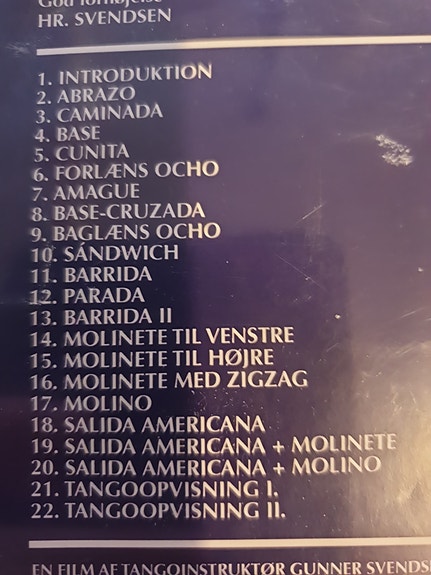 God fornøjelse
HR. SVENDSEN
1. INTRODUKTION
2. ABRAZO
3. CAMINADA
4. BASE
5. CUNITA
6. FORLÆNS OCHO
7. AMAGUE
8. BASE-CRUZADA
9. BAGLÆNS OCHO
10. SÁNDWICH
11. BARRIDA
12. PARADA
13. BARRIDA II
14. MOLINETE TIL VENSTRE
15. MOLINETE TIL HØJRE
16. MOLINETE MED ZIGZAG
17. MOLINO
18. SALIDA AMERICANA
19. SALIDA AMERICANA + MOLINETE
20. SALIDA AMERICANA + MOLINO
21. TANGOOPVISNING I.
22. TANGOOPVISNING II.
EN FILM AF TANGOINSTRUKTØR GUNNER SVENDS